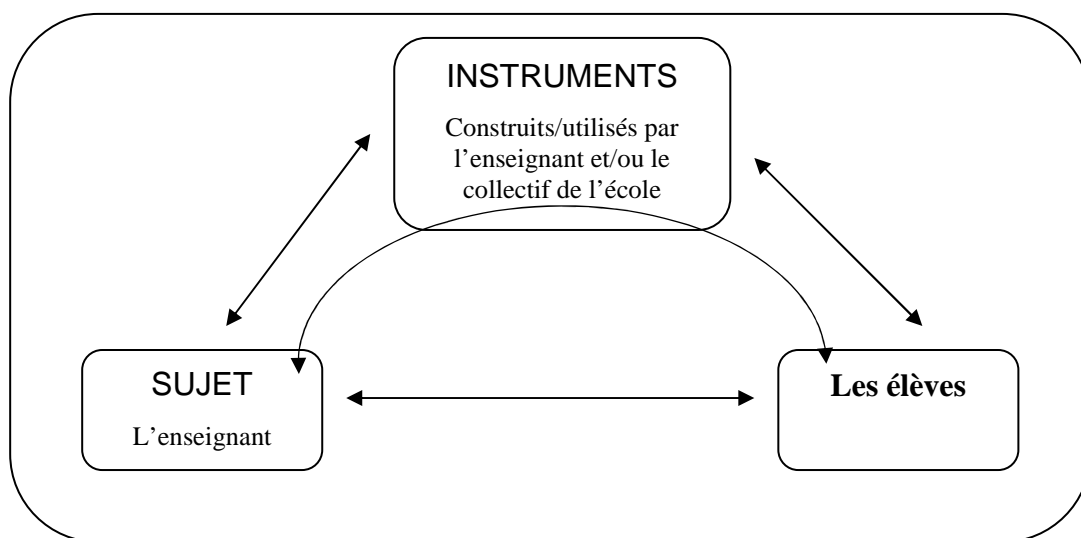 INSTRUMENTS
Construits/utilisés par
l’enseignant et/ou le
collectif de l’école
SUJET
L’enseignant
Les élèves